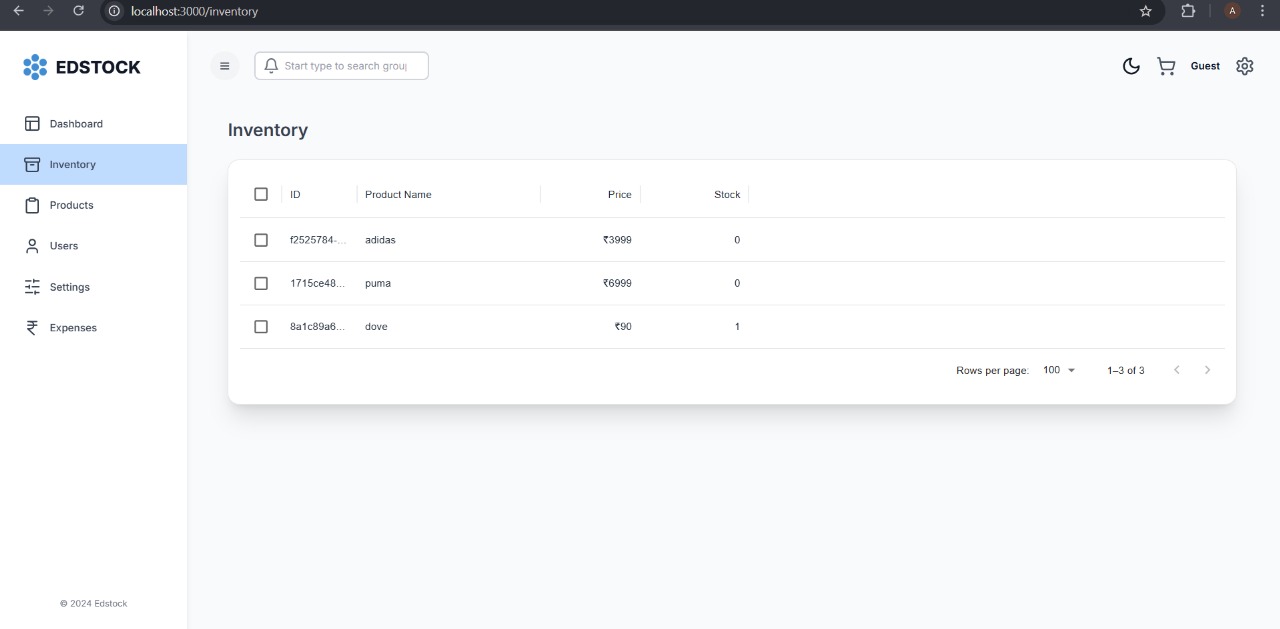 localhost:3000/inventory
A
EDSTOCK
Start type to search grou
Guest
Dashboard
Inventory
Products
Users
Settings
Expenses
Inventory
ID Product Name Price Stock
f2525784-... adidas ₹3999 0
1715ce48... puma ₹6999 0
8a1c89a6... dove ₹90 1
Rows per page: 100 1–3 of 3
© 2024 Edstock